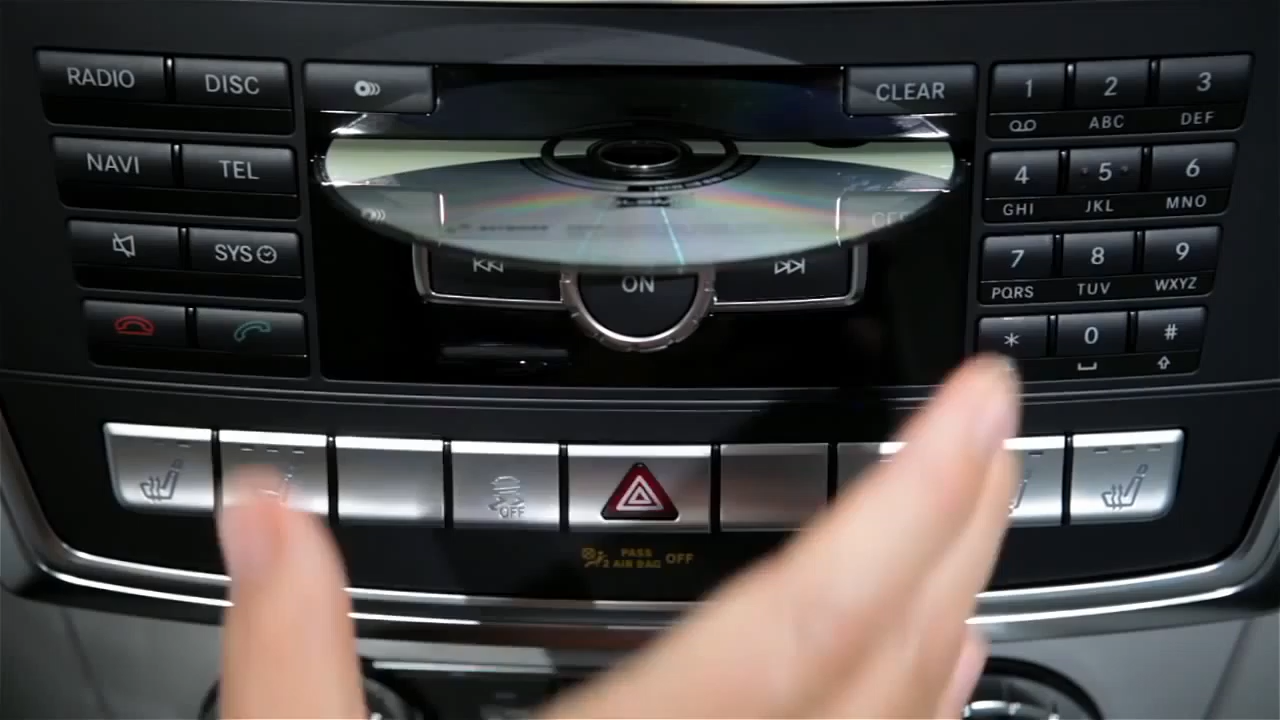 RADIO
DISC
CLEAR
1
2
ABC
3
DEF
NAVI
TEL
4
GHI
5
JKL
6
MNO
SYS
ON
7
PQRS
8
TUV
9
WXYZ
*
0
#
OFF
PASS
AIR BAG
OFF